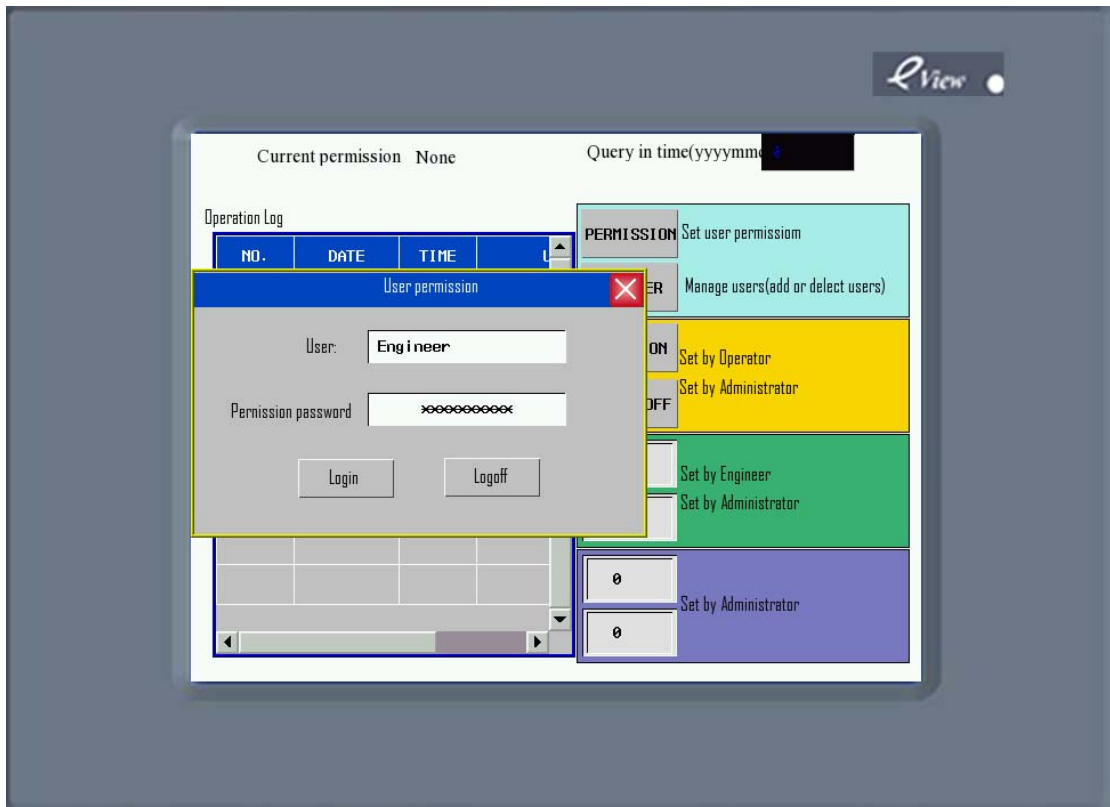 eView
Current permission None
Query in time(yyyymm
Operation Log
NO. DATE TIME
PERMISSION Set user permissiom
ER Manage users(add or delect users)
User permission
User: Engineer
Permission password xxxxxxxxxx
Login Logoff
ON Set by Operator
OFF Set by Administrator
Set by Engineer
Set by Administrator
0
0
Set by Administrator